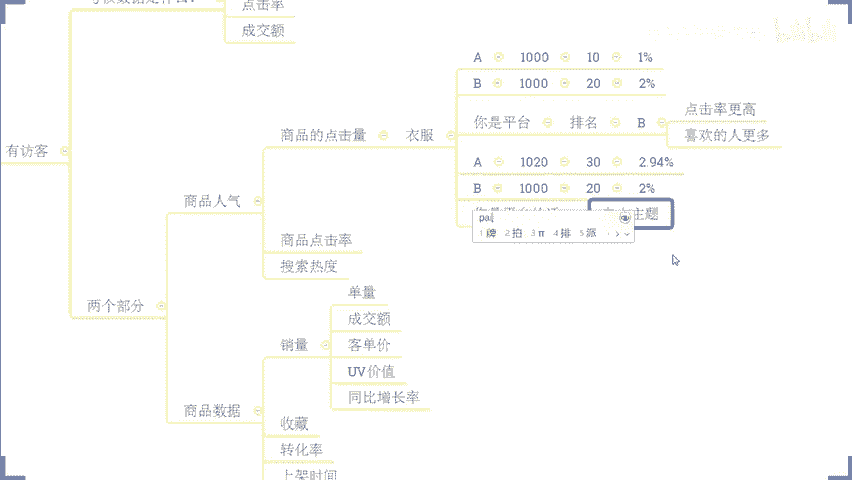 点击率
成交额
A 1000 10 1%
B 1000 20 2%
你是平台 排名 B
点击率更高
喜欢的人更多
有访客
商品的点击量 衣服
A 1020 30 2.94%
B 1000 20 2%
主题
pai
1 牌 2 拍 3 π 4 排 5 派
商品人气
商品点击率
搜索热度
两个部分
单量
成交额
销量
客单价
UV价值
同比增长率
商品数据
收藏
转化率
上架时间